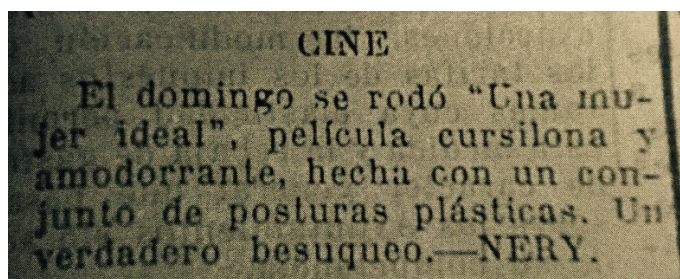 CINE
El domingo se rodó “Una mu-
jer ideal”, película cursilona y
amodorrante, hecha con un con-
junto de posturas plásticas. Un
verdadero besuqueo.—NERY.